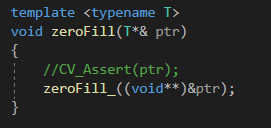 template <typename T>
void zeroFill(T*& ptr)
{
    //CV_Assert(ptr);
    zeroFill_((void**)&ptr);
}